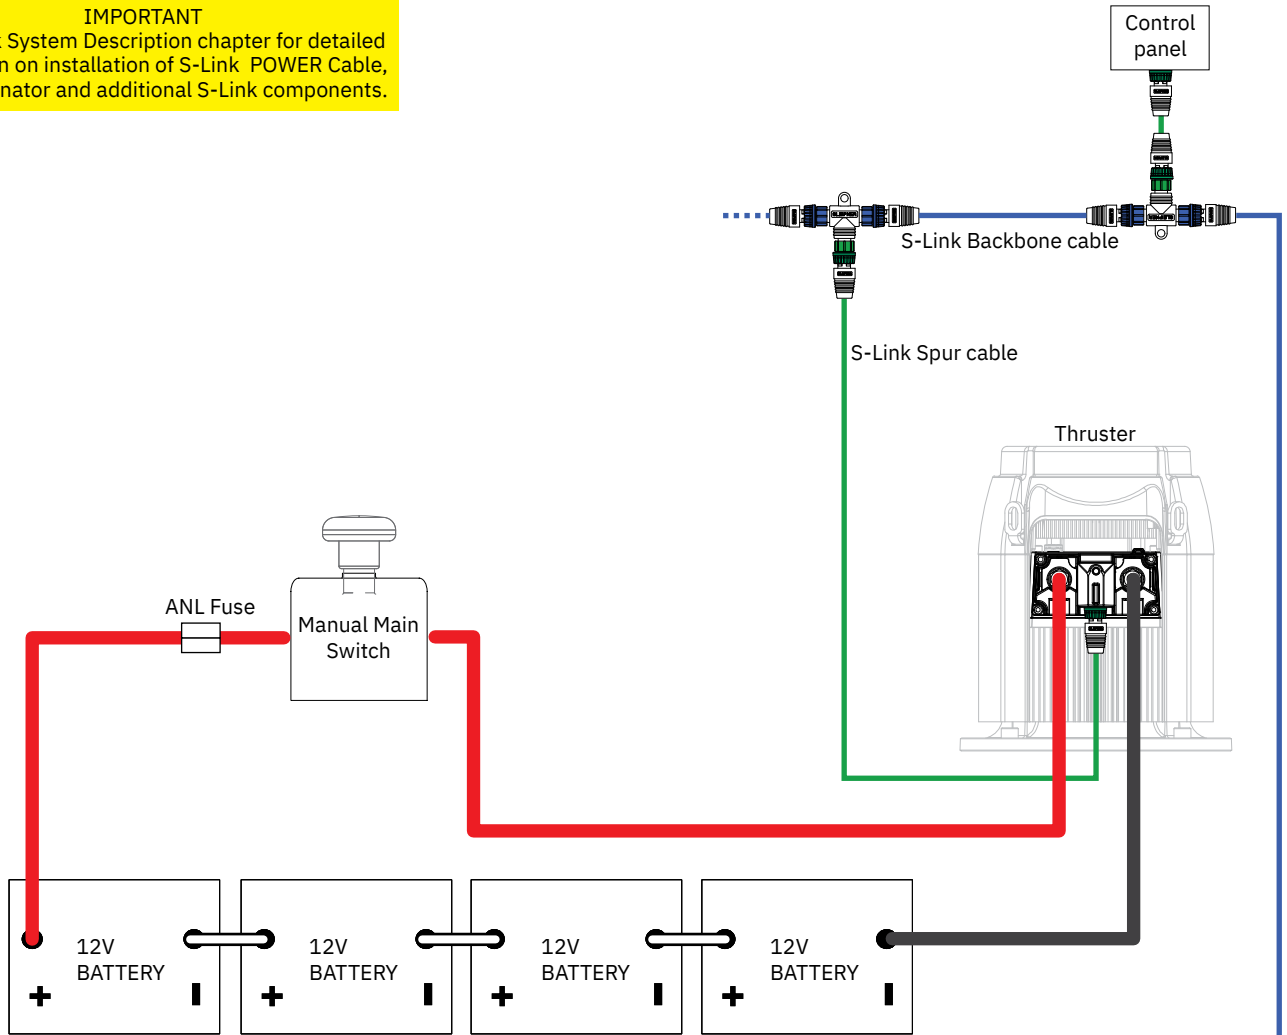 IMPORTANT
System Description chapter for detailed
on installation of S-Link POWER Cable,
and additional S-Link components.
Control
panel
SLEIPNER
SLEIPNER
S-Link Backbone cable
S-Link Spur cable
Thruster
ANL Fuse
Manual Main
Switch
12V
BATTERY
+ -
12V
BATTERY
+ -
12V
BATTERY
+ -
12V
BATTERY
+ -